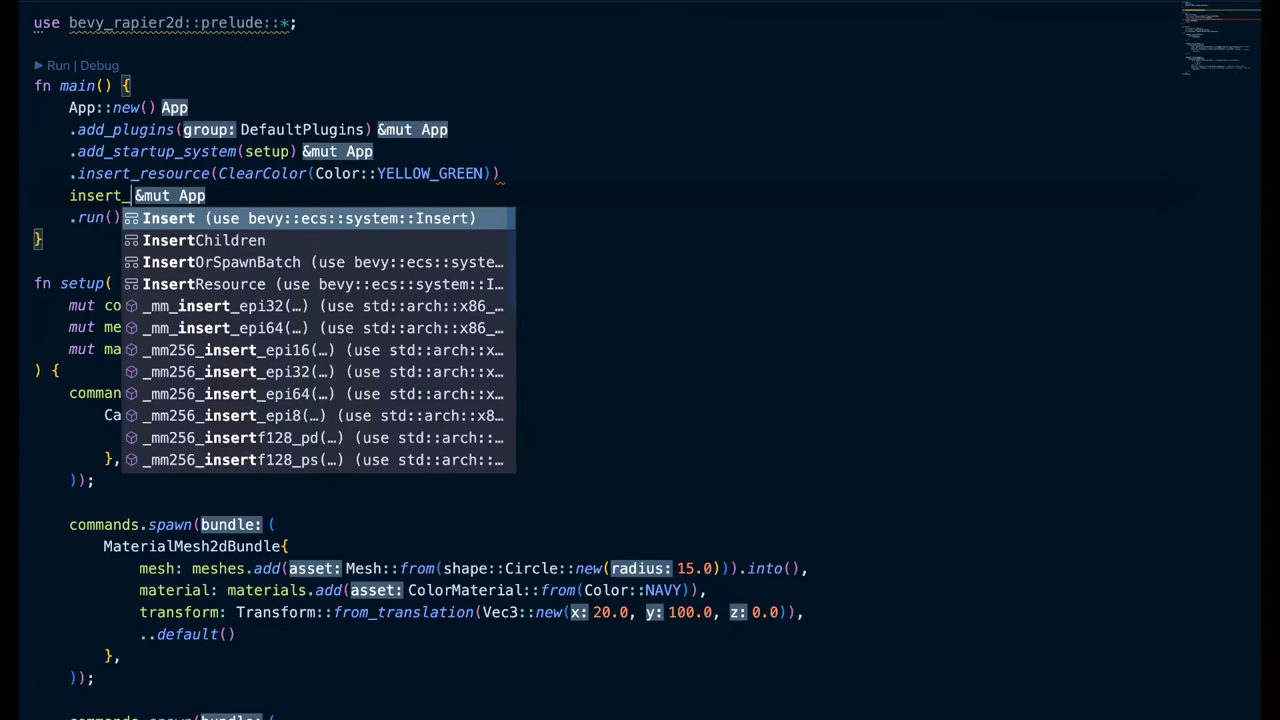 use bevy_rapier2d::prelude::*;
Run | Debug
fn main() {
App::new() App
.add_plugins(group: DefaultPlugins) &mut App
.add_startup_system(setup) &mut App
.insert_resource(ClearColor(Color::YELLOW_GREEN))
insert_ &mut App
.run()
Insert (use bevy::ecs::system::Insert)
}
InsertChildren
InsertOrSpawnBatch (use bevy::ecs::syste…
fn setup(
InsertResource (use bevy::ecs::system::I…
mut co
_mm_insert_epi32(…) (use std::arch::x86_…
mut me
_mm_insert_epi64(…) (use std::arch::x86_…
mut ma
_mm256_insert_epi16(…) (use std::arch::x…
) {
_mm256_insert_epi32(…) (use std::arch::x…
comman
_mm256_insert_epi64(…) (use std::arch::x…
Ca
_mm256_insert_epi8(…) (use std::arch::x8…
_mm256_insertf128_pd(…) (use std::arch::…
},
_mm256_insertf128_ps(…) (use std::arch::…
));
commands.spawn(bundle: (
MaterialMesh2dBundle{
mesh: meshes.add(asset: Mesh::from(shape::Circle::new(radius: 15.0))).into(),
material: materials.add(asset: ColorMaterial::from(Color::NAVY)),
transform: Transform::from_translation(Vec3::new(x: 20.0, y: 100.0, z: 0.0)),
..default()
},
));
commands.spawn(bundle: (